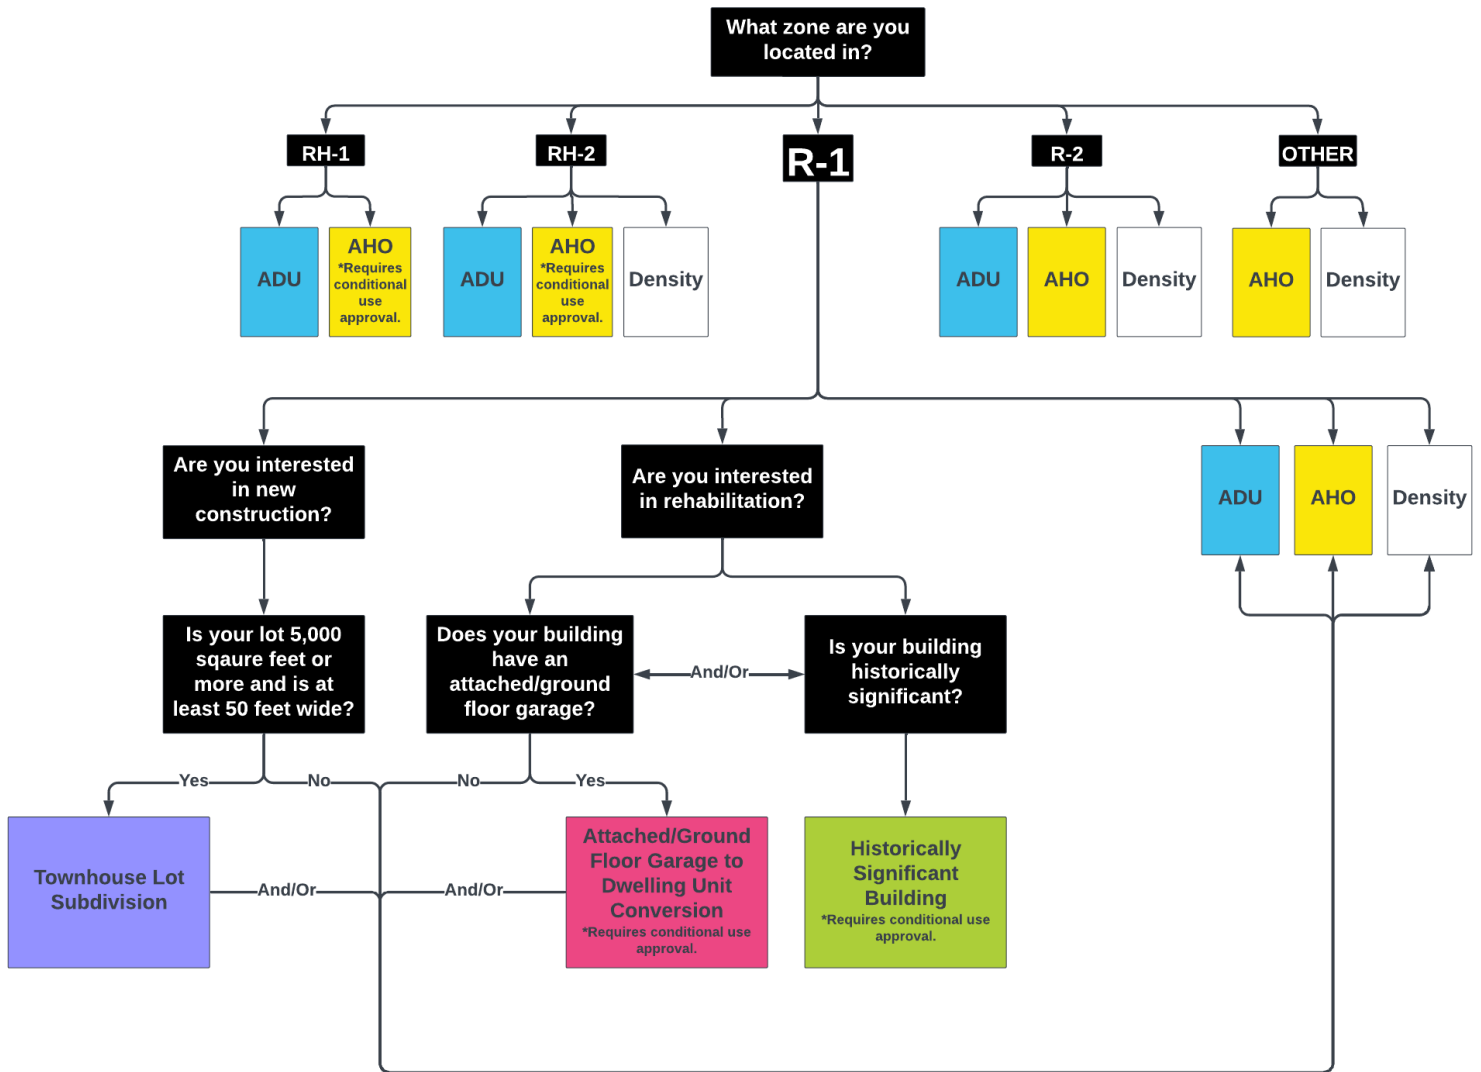 What zone are you
located in?
RH-1
RH-2
R-1
R-2
OTHER
ADU
AHO
*Requires
conditional
use
approval.
ADU
AHO
*Requires
conditional
use
approval.
Density
ADU
AHO
Density
AHO
Density
Are you interested
in new
construction?
Are you interested
in rehabilitation?
ADU
AHO
Density
Is your lot 5,000
sqaure feet or
more and is at
least 50 feet wide?
Does your building
have an
attached/ground
floor garage?
And/Or
Is your building
historically
significant?
Yes
No
No
Yes
Townhouse Lot
Subdivision
And/Or
And/Or
Attached/Ground
Floor Garage to
Dwelling Unit
Conversion
*Requires conditional use
approval.
Historically
Significant
Building
*Requires conditional use
approval.